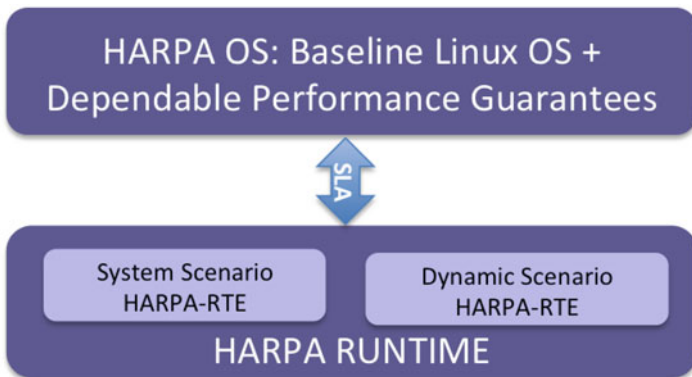 HARPA OS: Baseline Linux OS +
Dependable Performance Guarantees
SLA
System Scenario
HARPA-RTE
Dynamic Scenario
HARPA-RTE
HARPA RUNTIME